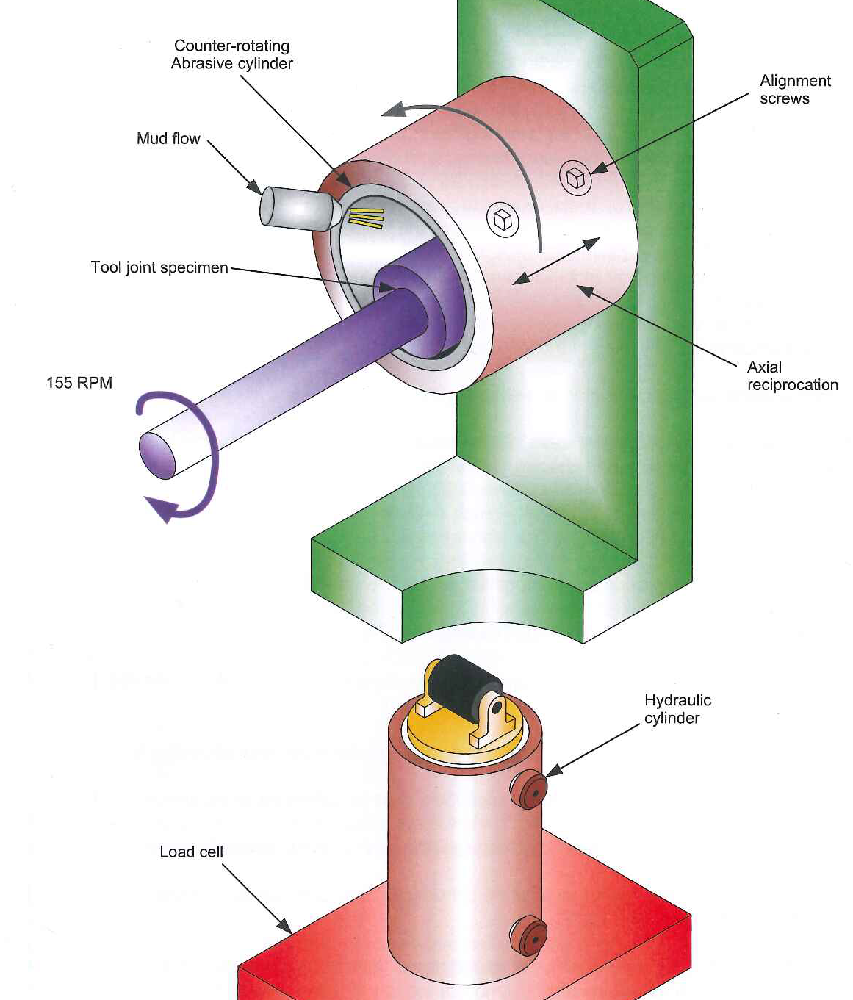 Counter-rotating
Abrasive cylinder
Alignment
screws
Mud flow
Tool joint specimen
Axial
reciprocation
155 RPM
Hydraulic
cylinder
Load cell